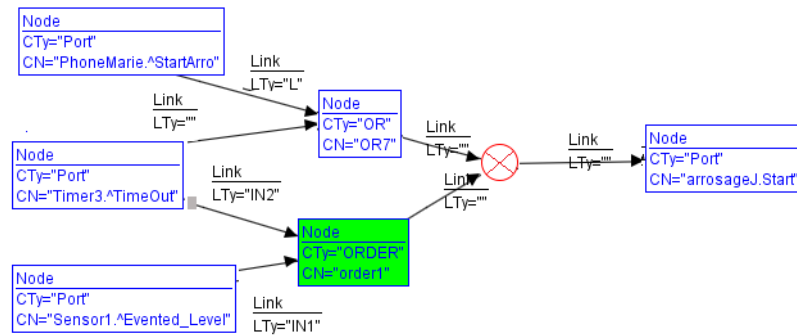 Node
CTy="Port"
CN="PhoneMarie.^StartArro"
Link
LTy="L"
Link
LTy=""
Node
CTy="OR"
CN="OR7"
Link
LTy=""
Link
LTy=""
Node
CTy="Port"
CN="arrosageJ.Start"
Node
CTy="Port"
CN="Timer3.^TimeOut"
Link
LTy="IN2"
Link
LTy=""
Node
CTy="ORDER"
CN="order1"
Node
CTy="Port"
CN="Sensor1.^Evented_Level"
Link
LTy="IN1"